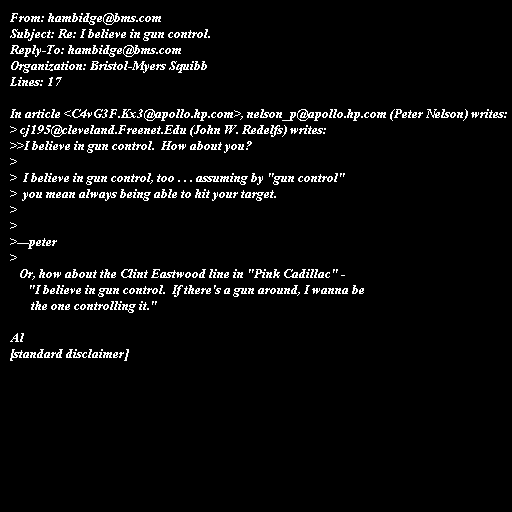 From: hambidge@bms.com
Subject: Re: I believe in gun control.
Reply-To: hambidge@bms.com
Organization: Bristol-Myers Squibb
Lines: 17

In article <C4vG3F.Kx3@apollo.hp.com>, nelson_p@apollo.hp.com (Peter Nelson) writes:
> cj195@cleveland.Freenet.Edu (John W. Redelfs) writes:
>>I believe in gun control.  How about you?
>
>  I believe in gun control, too . . . assuming by "gun control"
>  you mean always being able to hit your target.
>
>
>---peter
>
   Or, how about the Clint Eastwood line in "Pink Cadillac" -
      "I believe in gun control.  If there's a gun around, I wanna be
       the one controlling it."

Al
[standard disclaimer]